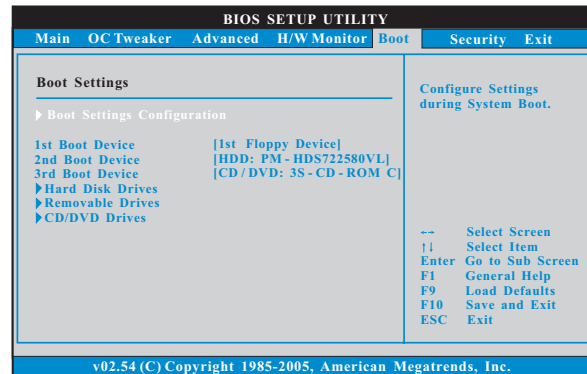 BIOS SETUP UTILITY
Main OC Tweaker Advanced H/W Monitor Boot Security Exit
Boot Settings
Boot Settings Configuration
1st Boot Device [1st Floppy Device]
2nd Boot Device [HDD: PM-HDS722580VL]
3rd Boot Device [CD/DVD: 3S-CD-ROM C]
Hard Disk Drives
Removable Drives
CD/DVD Drives
Configure Settings
during System Boot.
←→ Select Screen
↑↓ Select Item
Enter Go to Sub Screen
F1 General Help
F9 Load Defaults
F10 Save and Exit
ESC Exit
v02.54 (C) Copyright 1985-2005, American Megatrends, Inc.